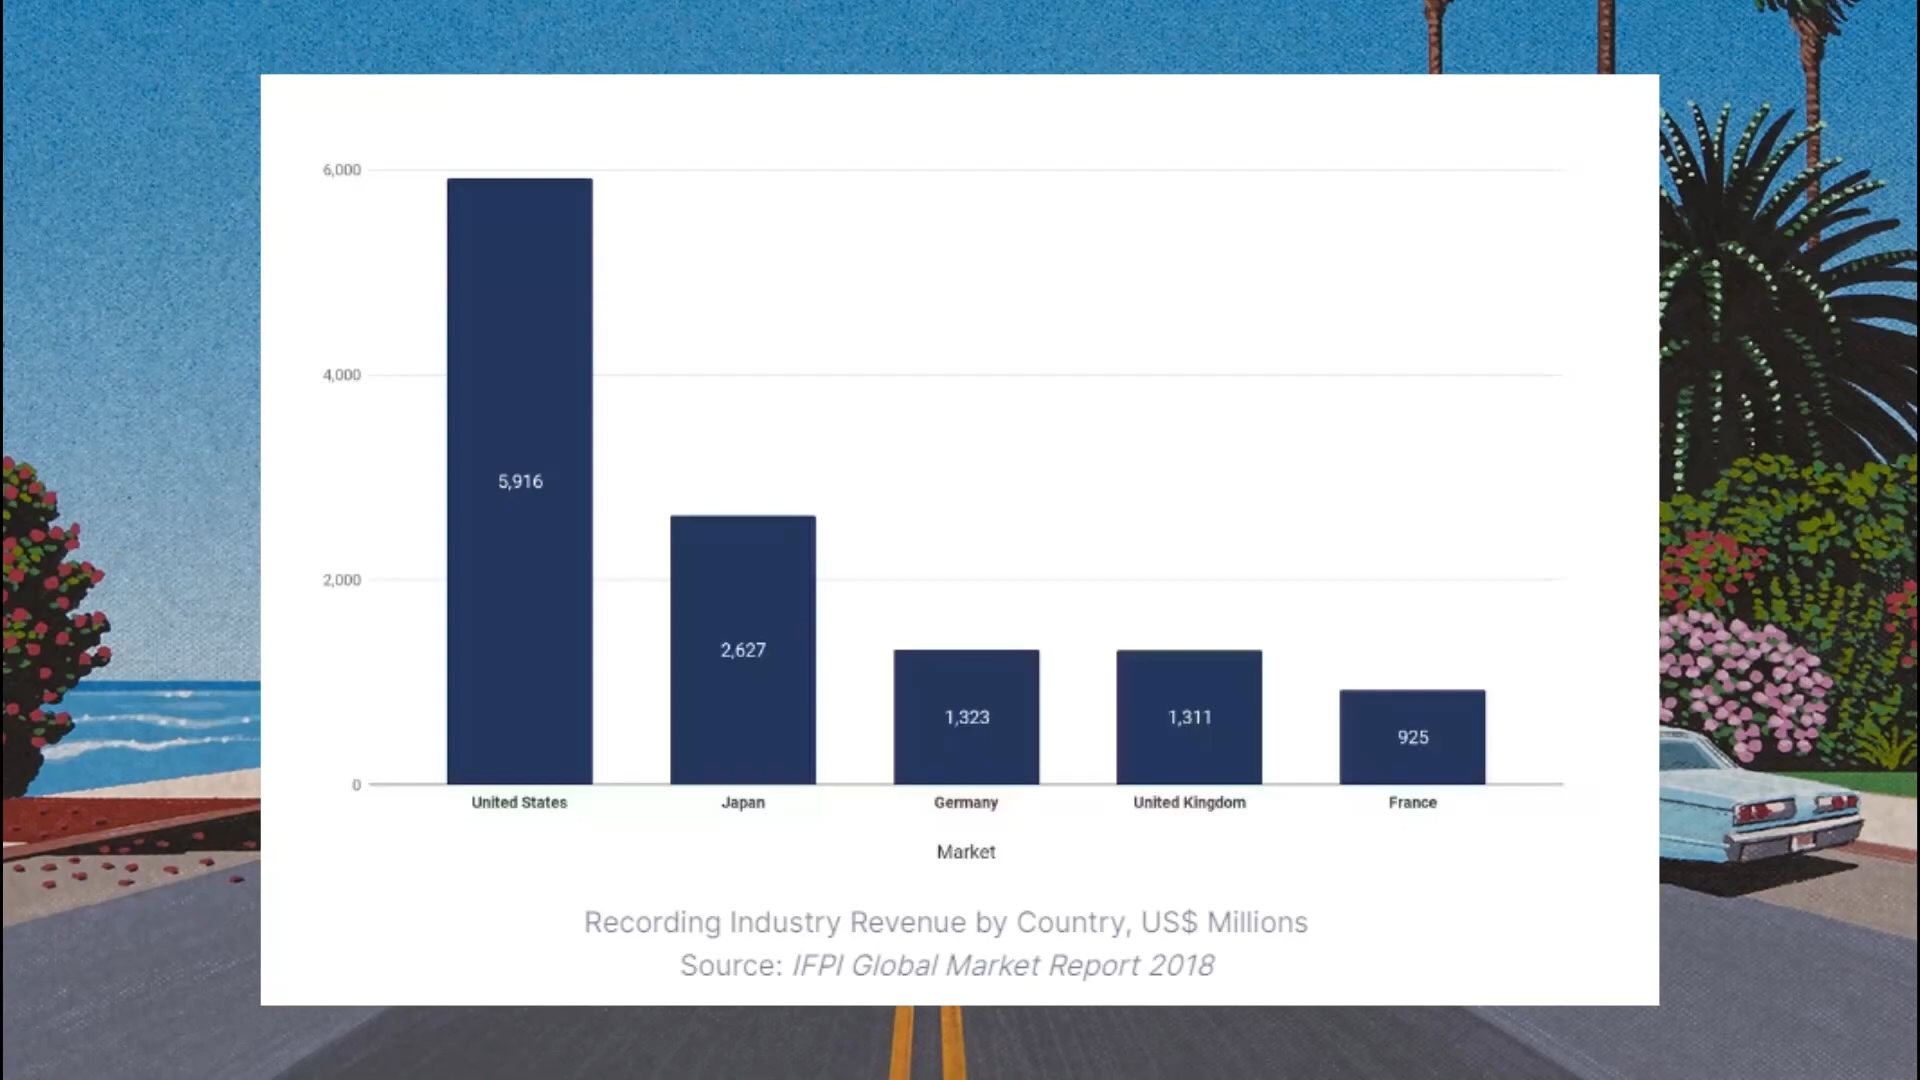 6,000
4,000
2,000
0
5,916
2,627
1,323
1,311
925
United States
Japan
Germany
United Kingdom
France
Market
Recording Industry Revenue by Country, US$ Millions
Source: IFPI Global Market Report 2018